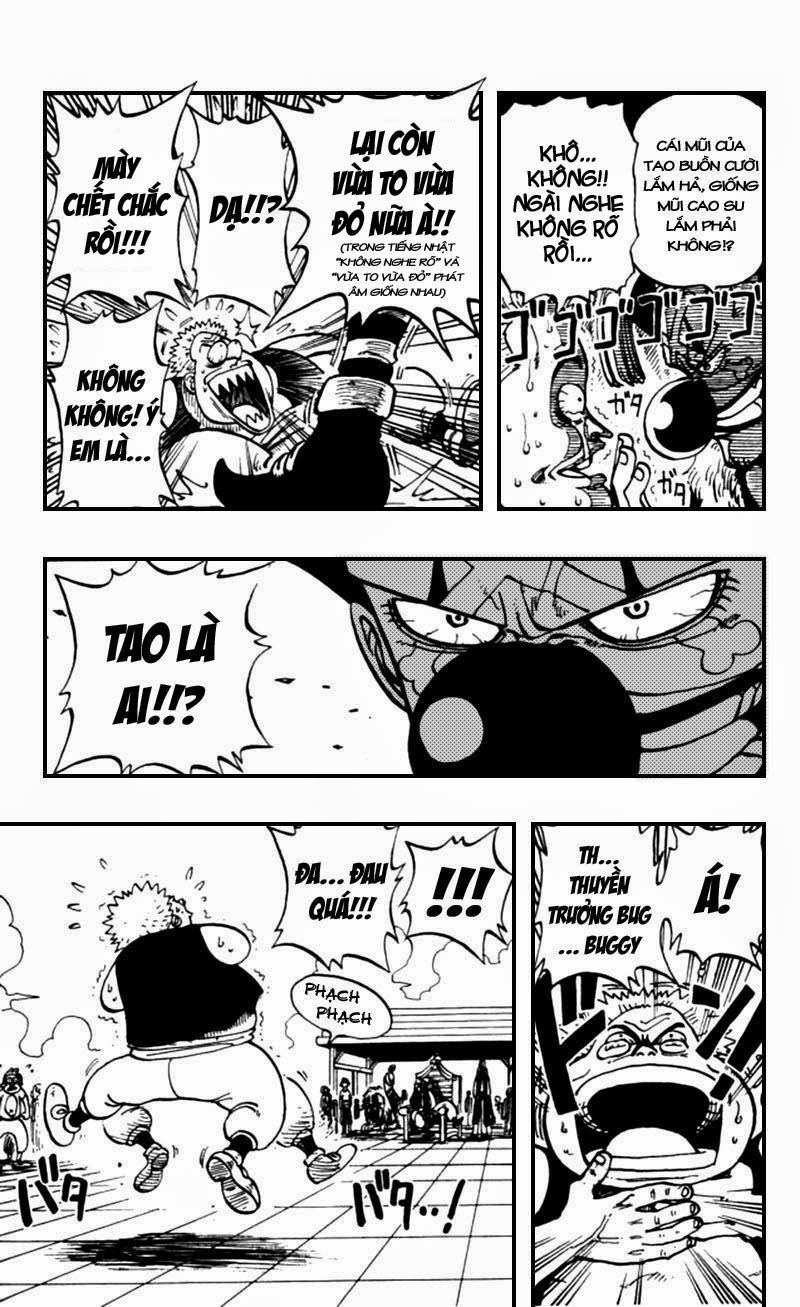 CÁI MŨI CỦA
TAO BUỒN CƯỜI
LẮM HẢ, GIỐNG
MŨI CAO SU
LẮM PHẢI
KHÔNG!?
KHÔ...
KHÔNG!!
NGÀI NGHE
KHÔNG RÕ
RỒI...
ゴゴゴゴゴ
ガタ
ガタ
LẠI CÒN
VỪA TO VỪA
ĐỎ NỮA À!!
(TRONG TIẾNG NHẬT
"KHÔNG NGHE RÕ" VÀ
"VỪA TO VỪA ĐỎ" PHÁT
ÂM GIỐNG NHAU)
DẠ!!?
MÀY
CHẾT CHẮC
RỒI!!!
KHÔNG
KHÔNG! Ý
EM LÀ...
TAO LÀ
AI!!?
Á!
TH...
THUYỀN
TRƯỞNG BUG
... BUGGY
!!!
ĐA... ĐAU
QUÁ!!!
PHẠCH
PHẠCH
バタ
バタ..!